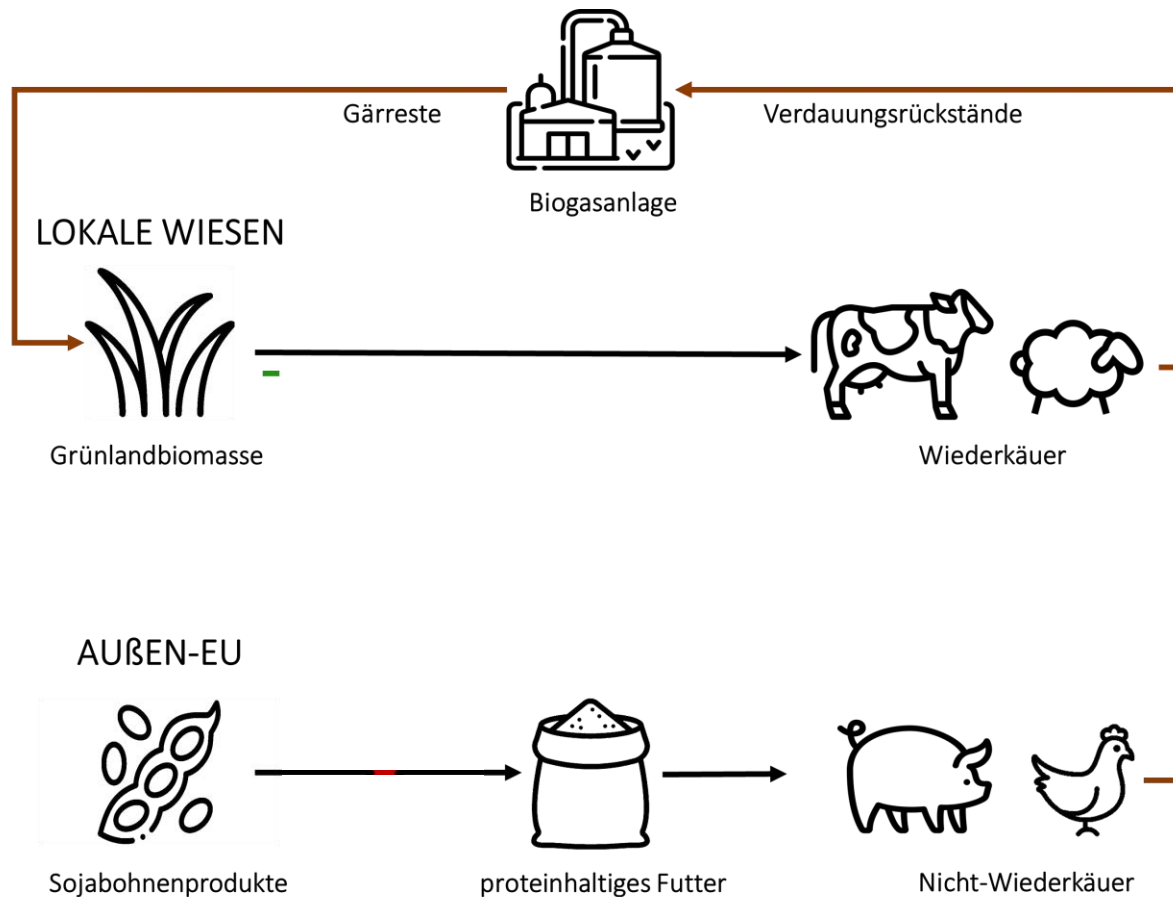 Gärreste
Verdauungsrückstände
Biogasanlage
LOKALE WIESEN
Grünlandbiomasse
Wiederkäuer
AUßEN-EU
Sojabohnenprodukte
proteinhaltiges Futter
Nicht-Wiederkäuer